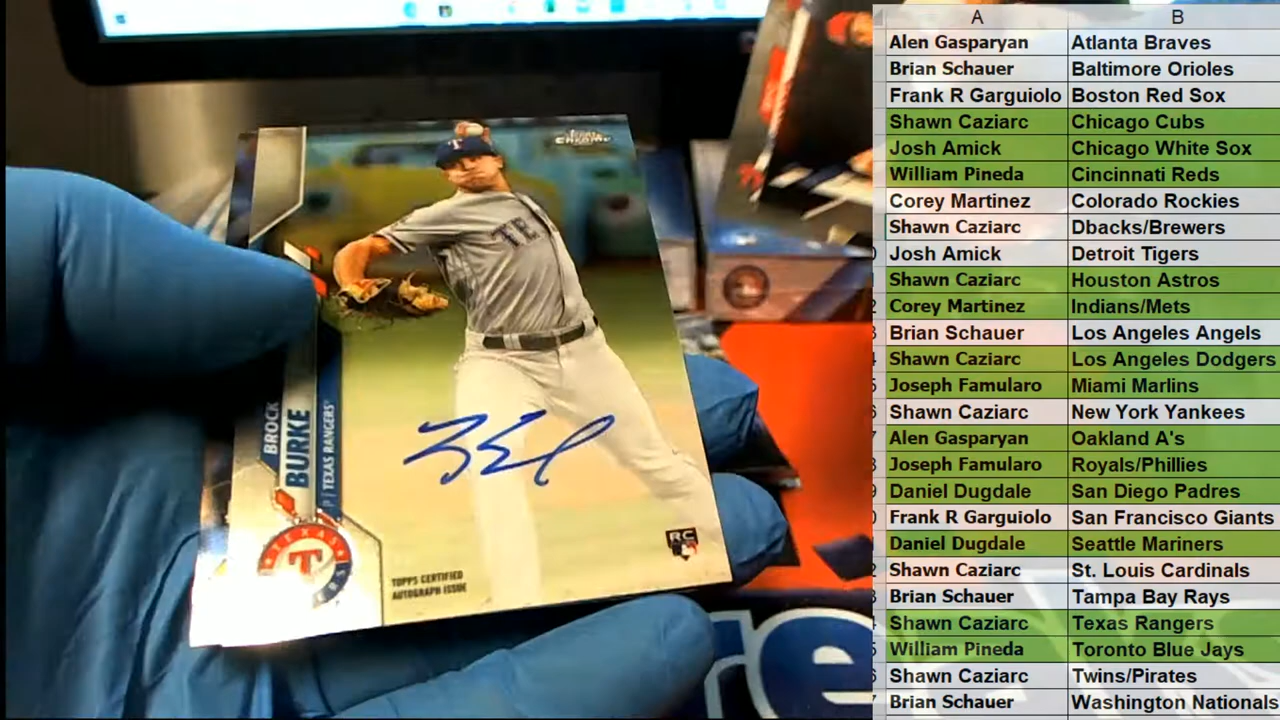 Topps
Chrome
T
TE
BROCK
BURKE
P | TEXAS RANGERS
TEXAS
T
TOPPS CERTIFIED
AUTOGRAPH ISSUE
RC
re
A B
Alen Gasparyan Atlanta Braves
Brian Schauer Baltimore Orioles
Frank R Garguiolo Boston Red Sox
Shawn Caziarc Chicago Cubs
Josh Amick Chicago White Sox
William Pineda Cincinnati Reds
Corey Martinez Colorado Rockies
Shawn Caziarc Dbacks/Brewers
Josh Amick Detroit Tigers
Shawn Caziarc Houston Astros
Corey Martinez Indians/Mets
Brian Schauer Los Angeles Angels
Shawn Caziarc Los Angeles Dodgers
Joseph Famularo Miami Marlins
Shawn Caziarc New York Yankees
Alen Gasparyan Oakland A's
Joseph Famularo Royals/Phillies
Daniel Dugdale San Diego Padres
Frank R Garguiolo San Francisco Giants
Daniel Dugdale Seattle Mariners
Shawn Caziarc St. Louis Cardinals
Brian Schauer Tampa Bay Rays
Shawn Caziarc Texas Rangers
William Pineda Toronto Blue Jays
Shawn Caziarc Twins/Pirates
Brian Schauer Washington Nationals